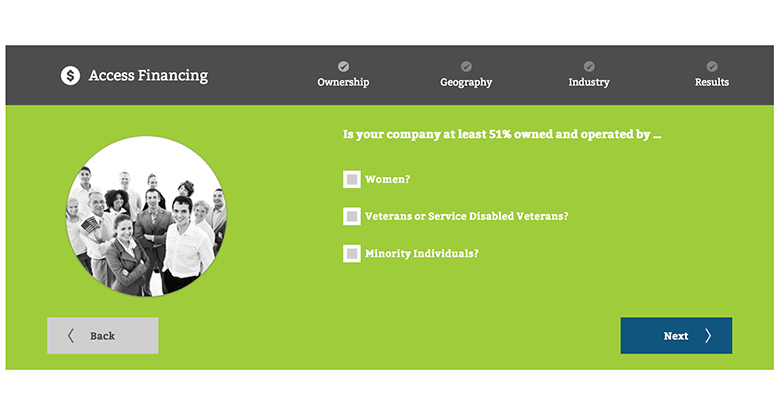 $ Access Financing
Ownership
Geography
Industry
Results
Is your company at least 51% owned and operated by ...
Women?
Veterans or Service Disabled Veterans?
Minority Individuals?
Back
Next